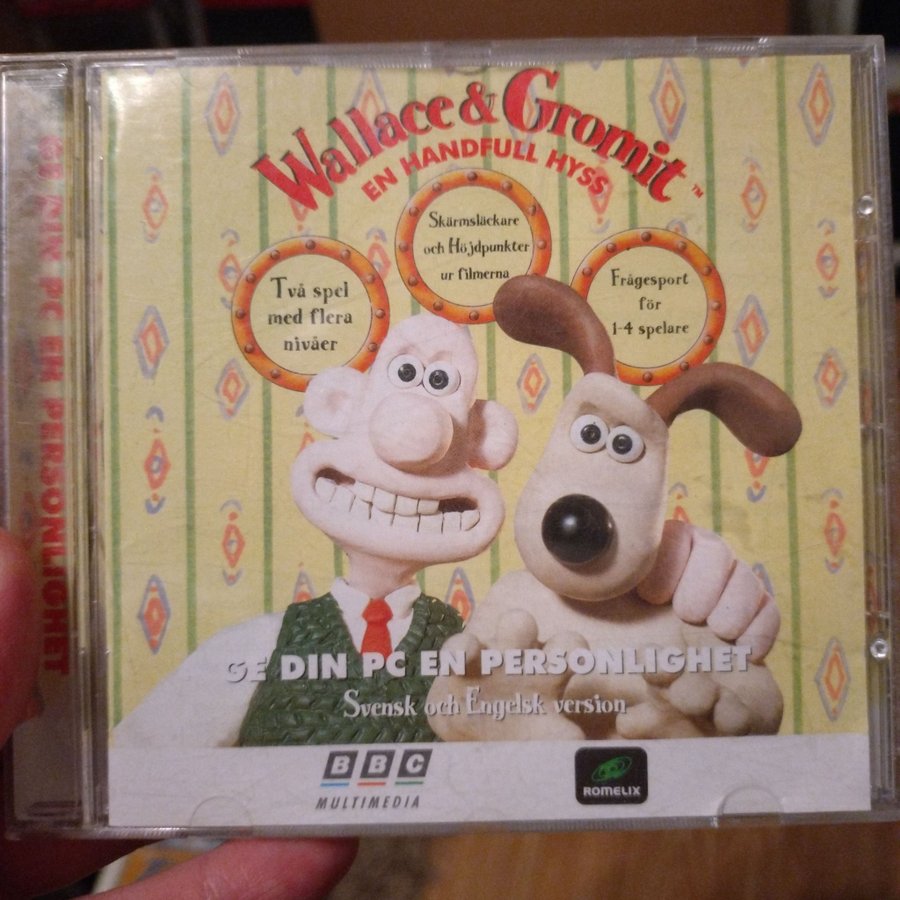 Wallace & Gromit™
EN HANDFULL HYSS
Skärmsläckare
och Höjdpunkter
ur filmerna
Två spel
med flera
nivåer
Frågesport
för
1-4 spelare
GE DIN PC EN PERSONLIGHET
Svensk och Engelsk version
BBC
MULTIMEDIA
ROMELIX
GE DIN PC EN PERSONLIGHET